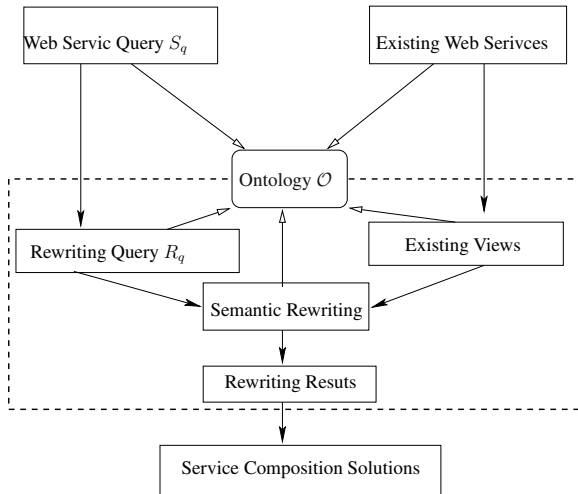 Web Servic Query S_q
Existing Web Serivces
Ontology 𝒪
Rewriting Query R_q
Existing Views
Semantic Rewriting
Rewriting Resuts
Service Composition Solutions